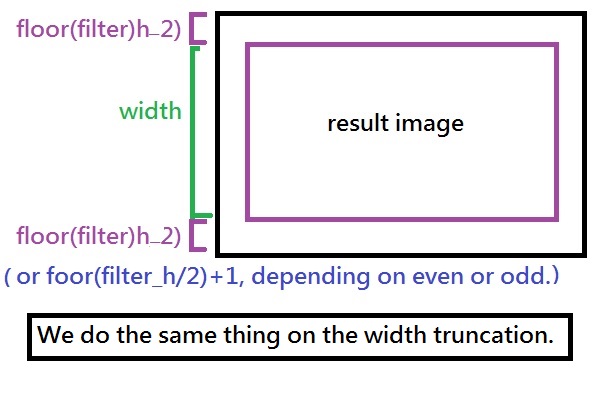 floor(filter)h_2)
width
result image
floor(filter)h_2)
( or foor(filter_h/2)+1, depending on even or odd.)
We do the same thing on the width truncation.